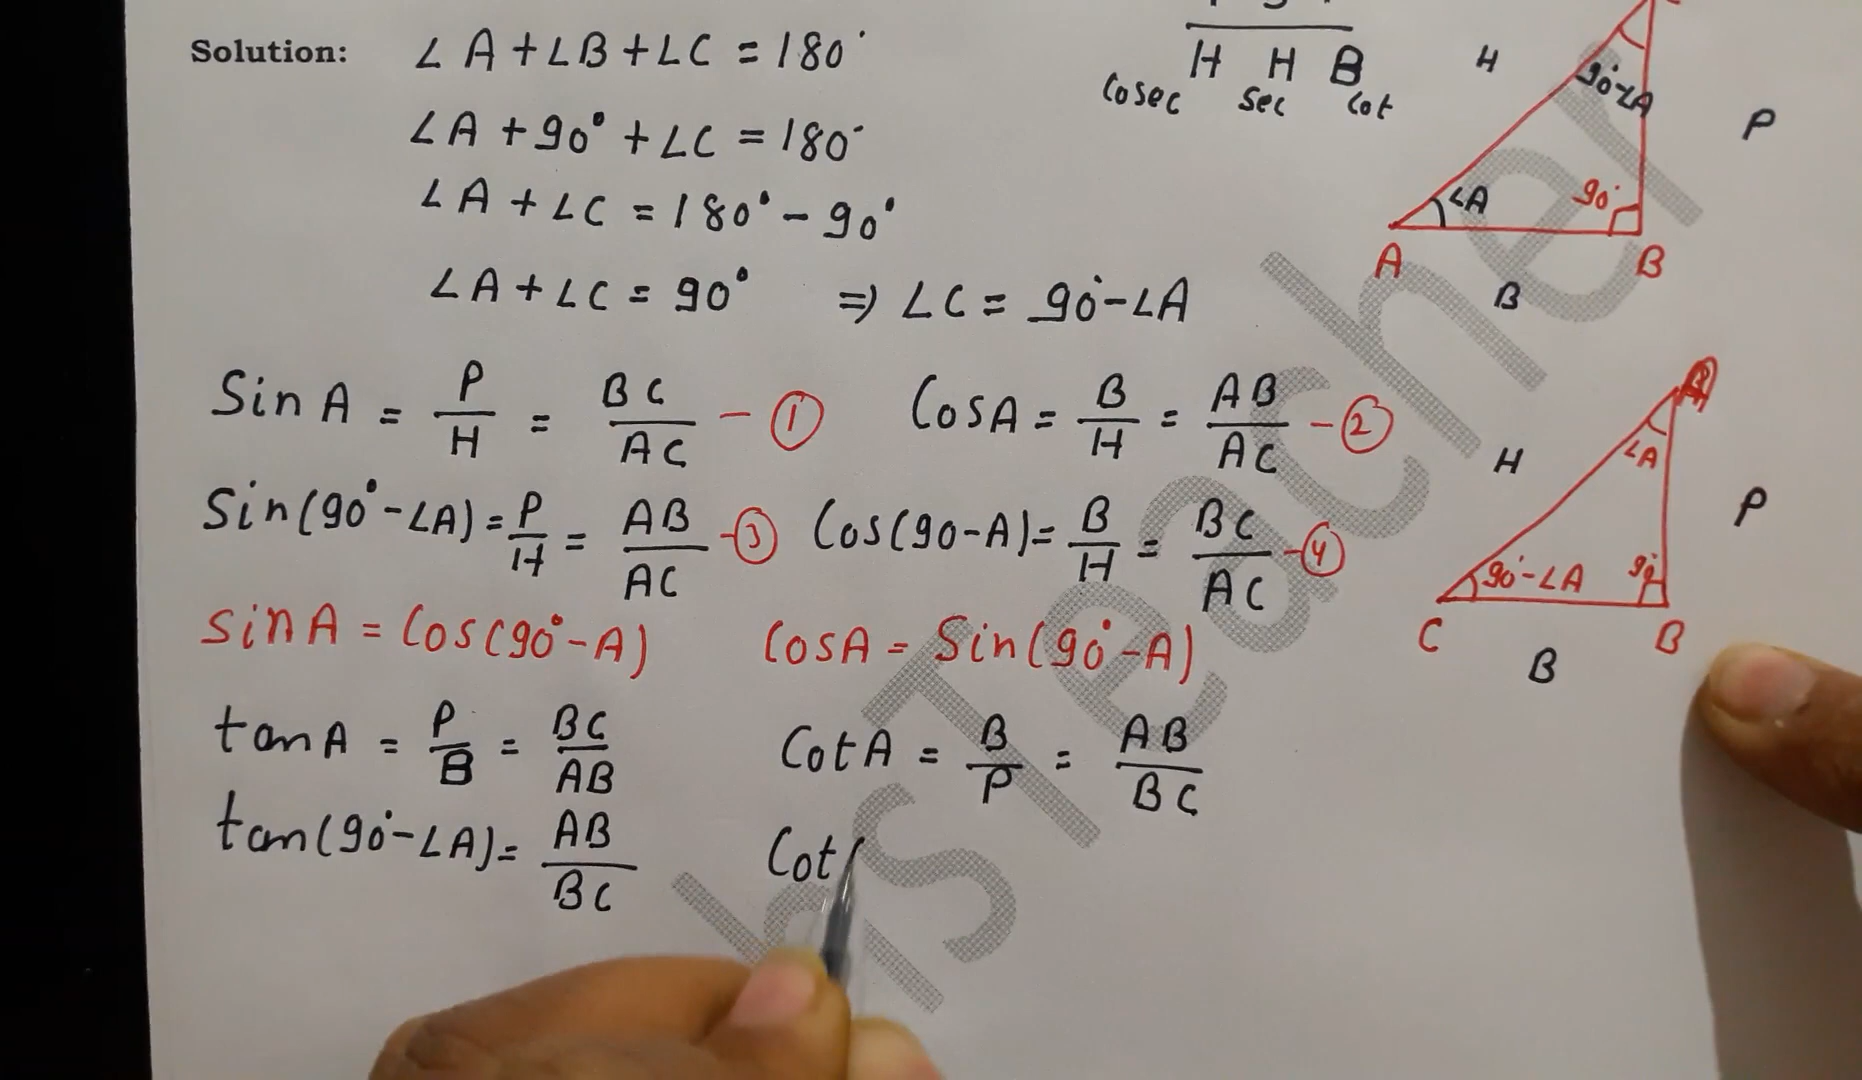 Solution: ∠A + ∠B + ∠C = 180°
∠A + 90° + ∠C = 180°
∠A + ∠C = 180° - 90°
∠A + ∠C = 90° ⇒ ∠C = 90° - ∠A
H H B
Cosec Sec Cot
H
90°-∠A
P
∠A 90°
A B
B
Sin A = P/H = BC/AC - ①
Cos A = B/H = AB/AC - ②
Sin(90° - ∠A) = P/H = AB/AC - ③
Cos(90 - A) = B/H = BC/AC - ④
sin A = Cos(90° - A)
Cos A = Sin(90° - A)
tan A = P/B = BC/AB
Cot A = B/P = AB/BC
tan(90° - ∠A) = AB/BC
Cot(
∠A
H
P
90° - ∠A 90°
C B
B
hsTeacher